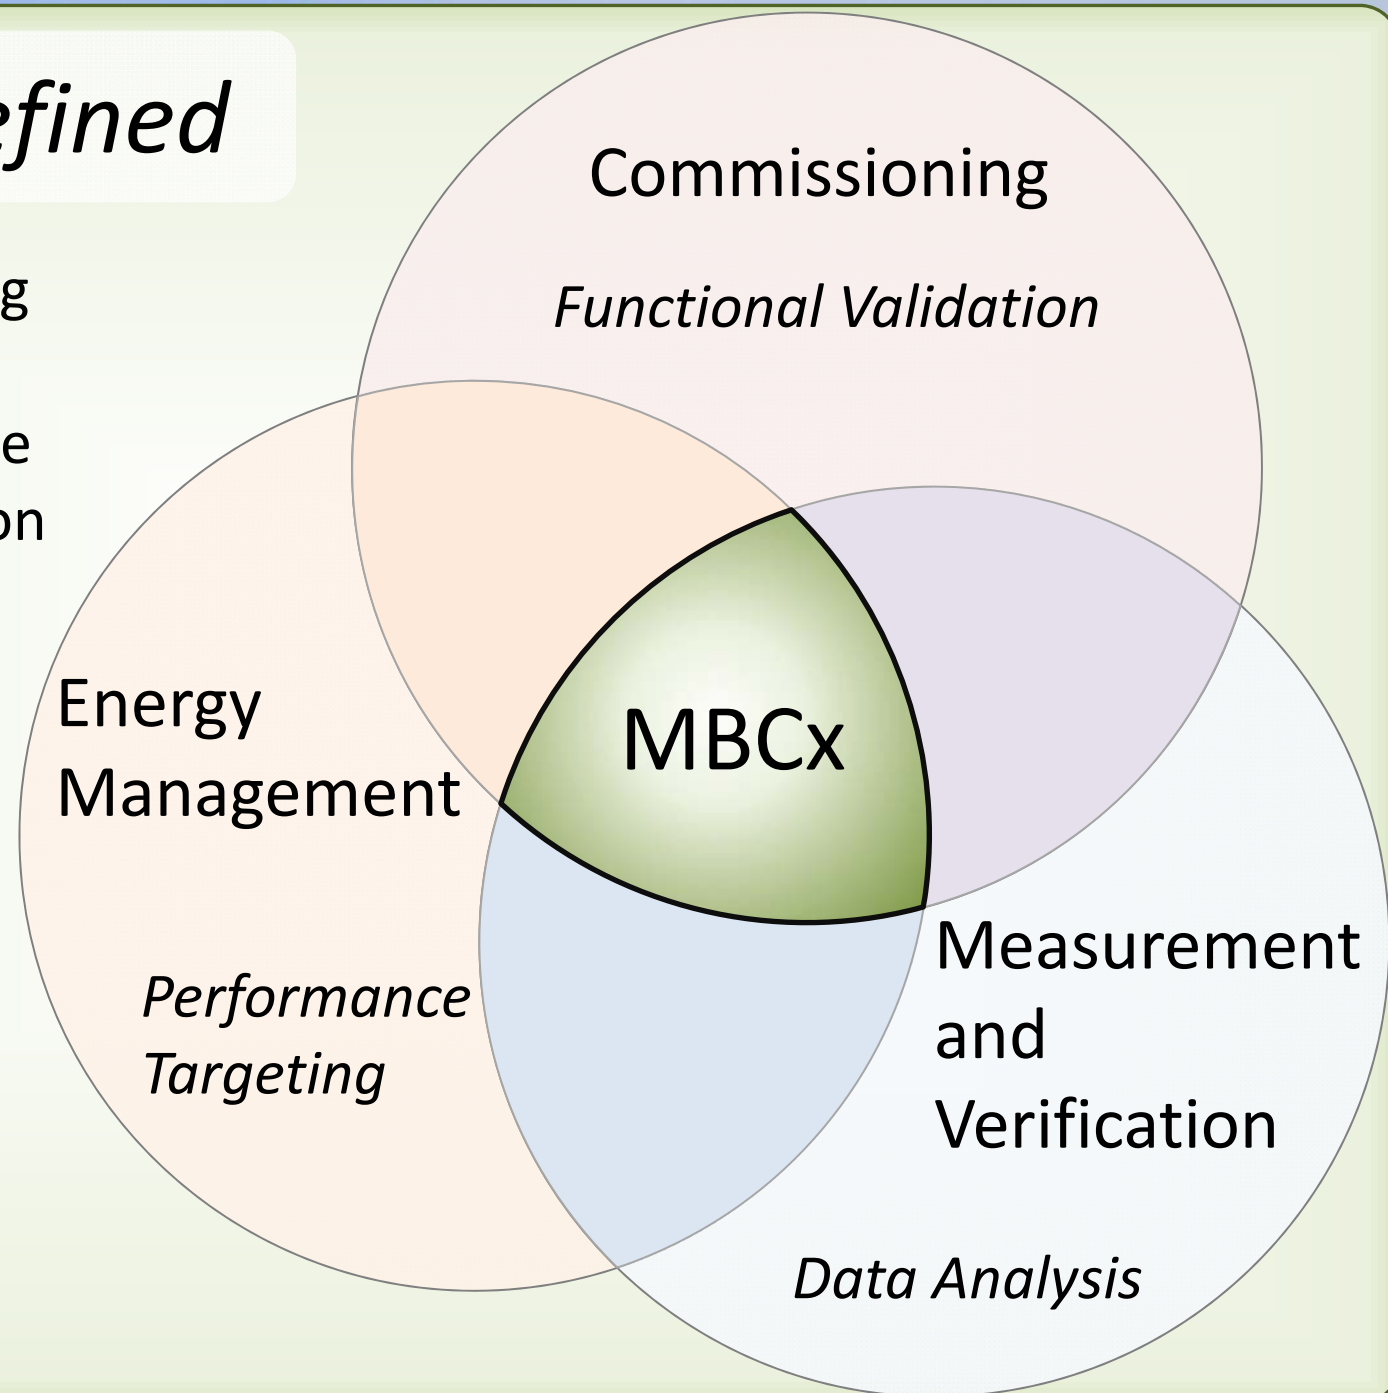 efined
g
e
on
Commissioning
Functional Validation
Energy
Management
Performance
Targeting
MBCx
Measurement
and
Verification
Data Analysis